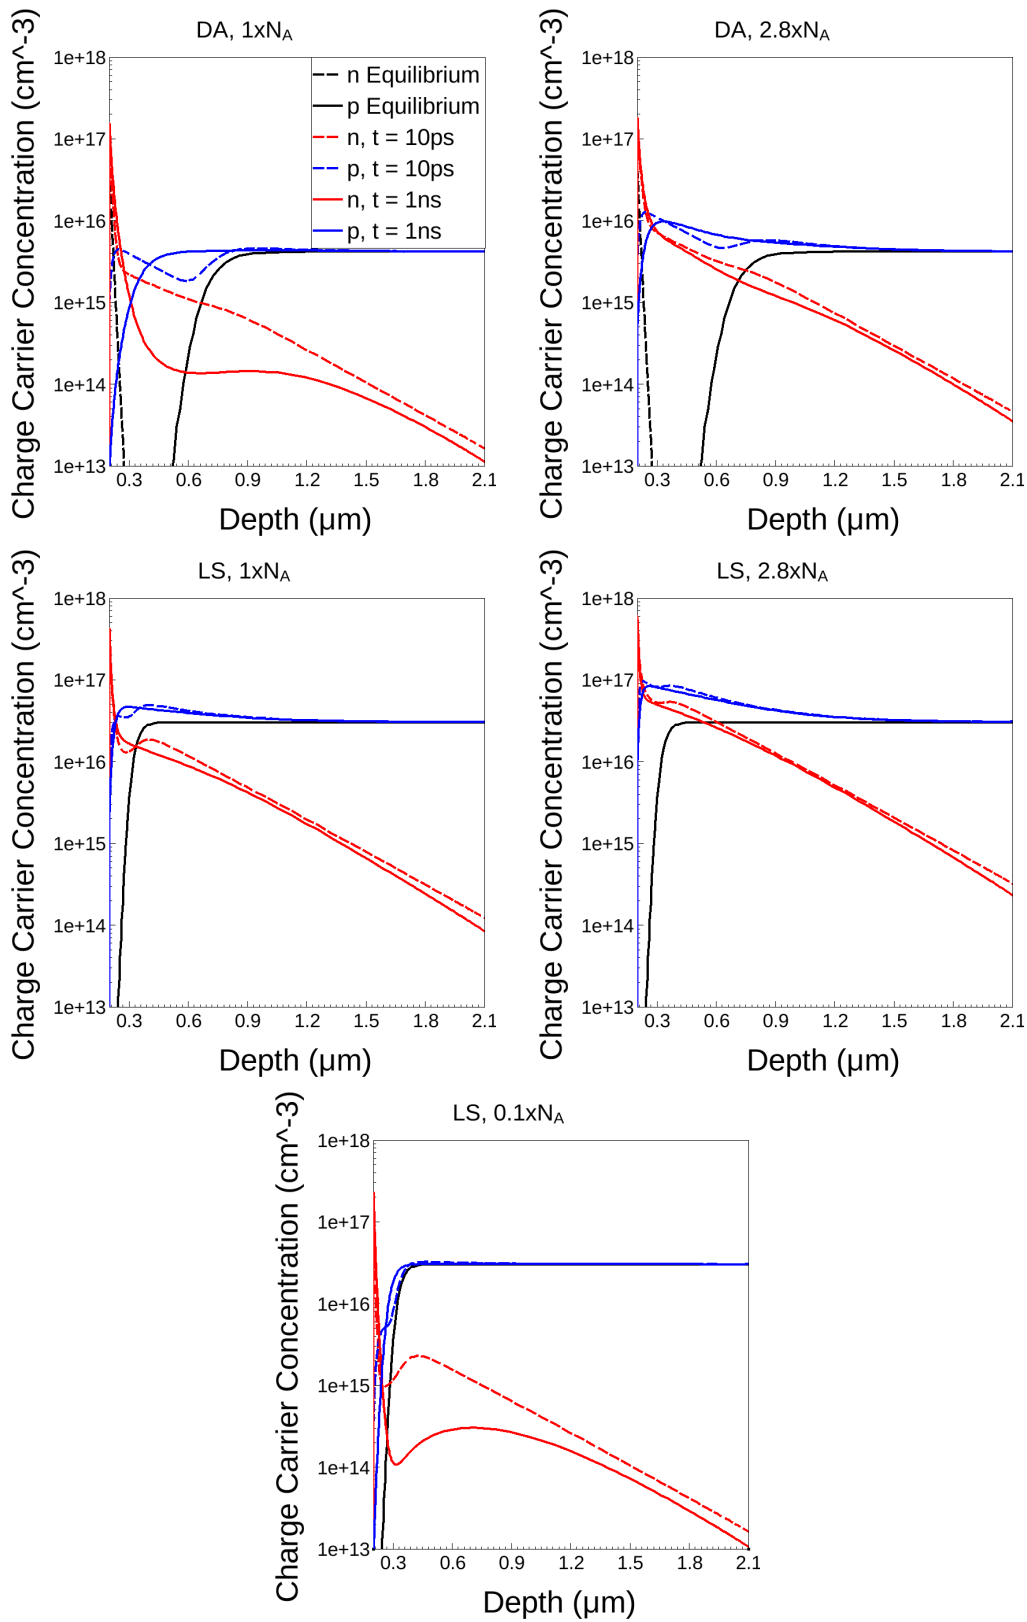 DA, 1xNA
Charge Carrier Concentration (cm^-3)
1e+18
1e+17
1e+16
1e+15
1e+14
1e+13
n Equilibrium
p Equilibrium
n, t = 10ps
p, t = 10ps
n, t = 1ns
p, t = 1ns
0.3 0.6 0.9 1.2 1.5 1.8 2.1
Depth (μm)
DA, 2.8xNA
Charge Carrier Concentration (cm^-3)
1e+18
1e+17
1e+16
1e+15
1e+14
1e+13
0.3 0.6 0.9 1.2 1.5 1.8 2.1
Depth (μm)
LS, 1xNA
Charge Carrier Concentration (cm^-3)
1e+18
1e+17
1e+16
1e+15
1e+14
1e+13
0.3 0.6 0.9 1.2 1.5 1.8 2.1
Depth (μm)
LS, 2.8xNA
Charge Carrier Concentration (cm^-3)
1e+18
1e+17
1e+16
1e+15
1e+14
1e+13
0.3 0.6 0.9 1.2 1.5 1.8 2.1
Depth (μm)
LS, 0.1xNA
Charge Carrier Concentration (cm^-3)
1e+18
1e+17
1e+16
1e+15
1e+14
1e+13
0.3 0.6 0.9 1.2 1.5 1.8 2.1
Depth (μm)